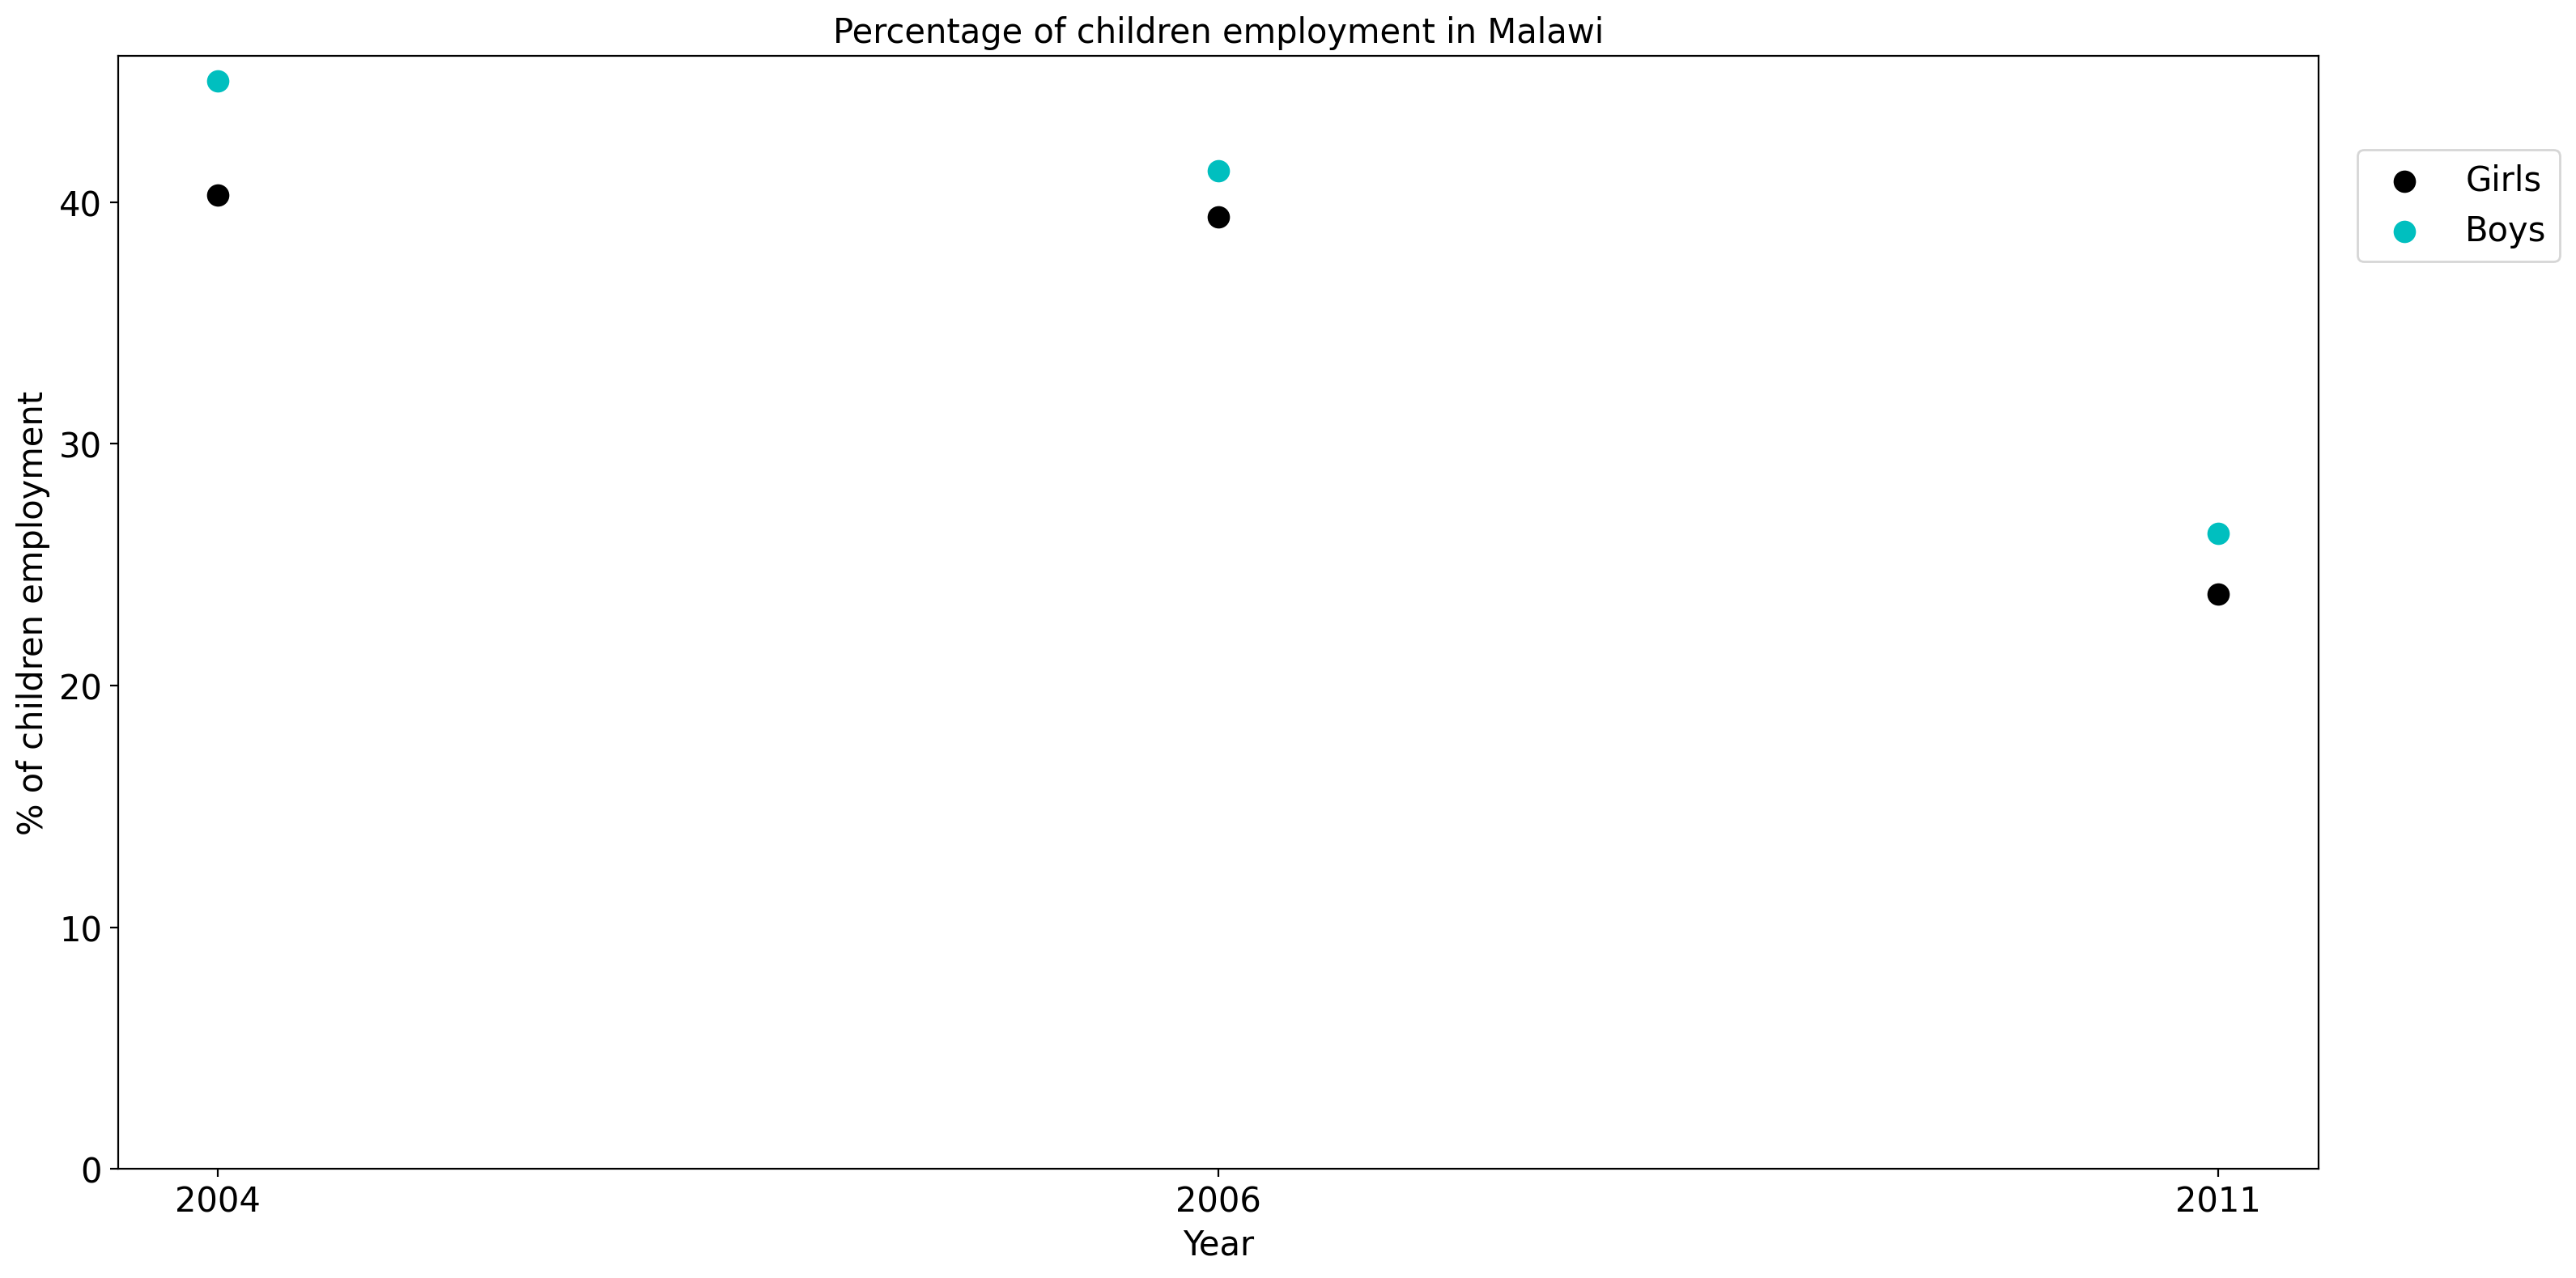 Percentage of children employment in Malawi
% of children employment
40
30
20
10
0
2004
2006
2011
Year
Girls
Boys